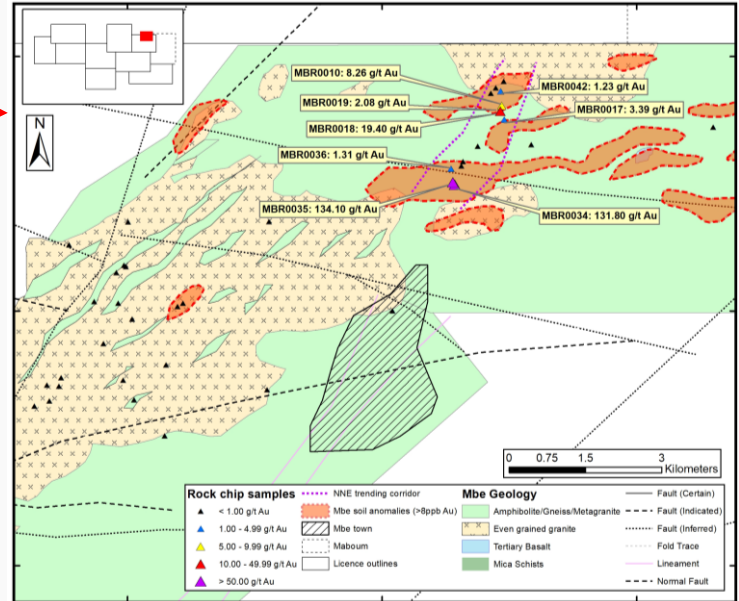 MBR0010: 8.26 g/t Au
MBR0042: 1.23 g/t Au
MBR0019: 2.08 g/t Au
MBR0017: 3.39 g/t Au
MBR0018: 19.40 g/t Au
N
MBR0036: 1.31 g/t Au
MBR0035: 134.10 g/t Au
MBR0034: 131.80 g/t Au
0 0.75 1.5 3
Kilometers
Rock chip samples
< 1.00 g/t Au
1.00 - 4.99 g/t Au
5.00 - 9.99 g/t Au
10.00 - 49.99 g/t Au
> 50.00 g/t Au
NNE trending corridor
Mbe soil anomalies (>8ppb Au)
Mbe town
Maboum
Licence outlines
Mbe Geology
Amphibolite/Gneiss/Metagranite
Even grained granite
Tertiary Basalt
Mica Schists
Fault (Certain)
Fault (Indicated)
Fault (Inferred)
Fold Trace
Lineament
Normal Fault